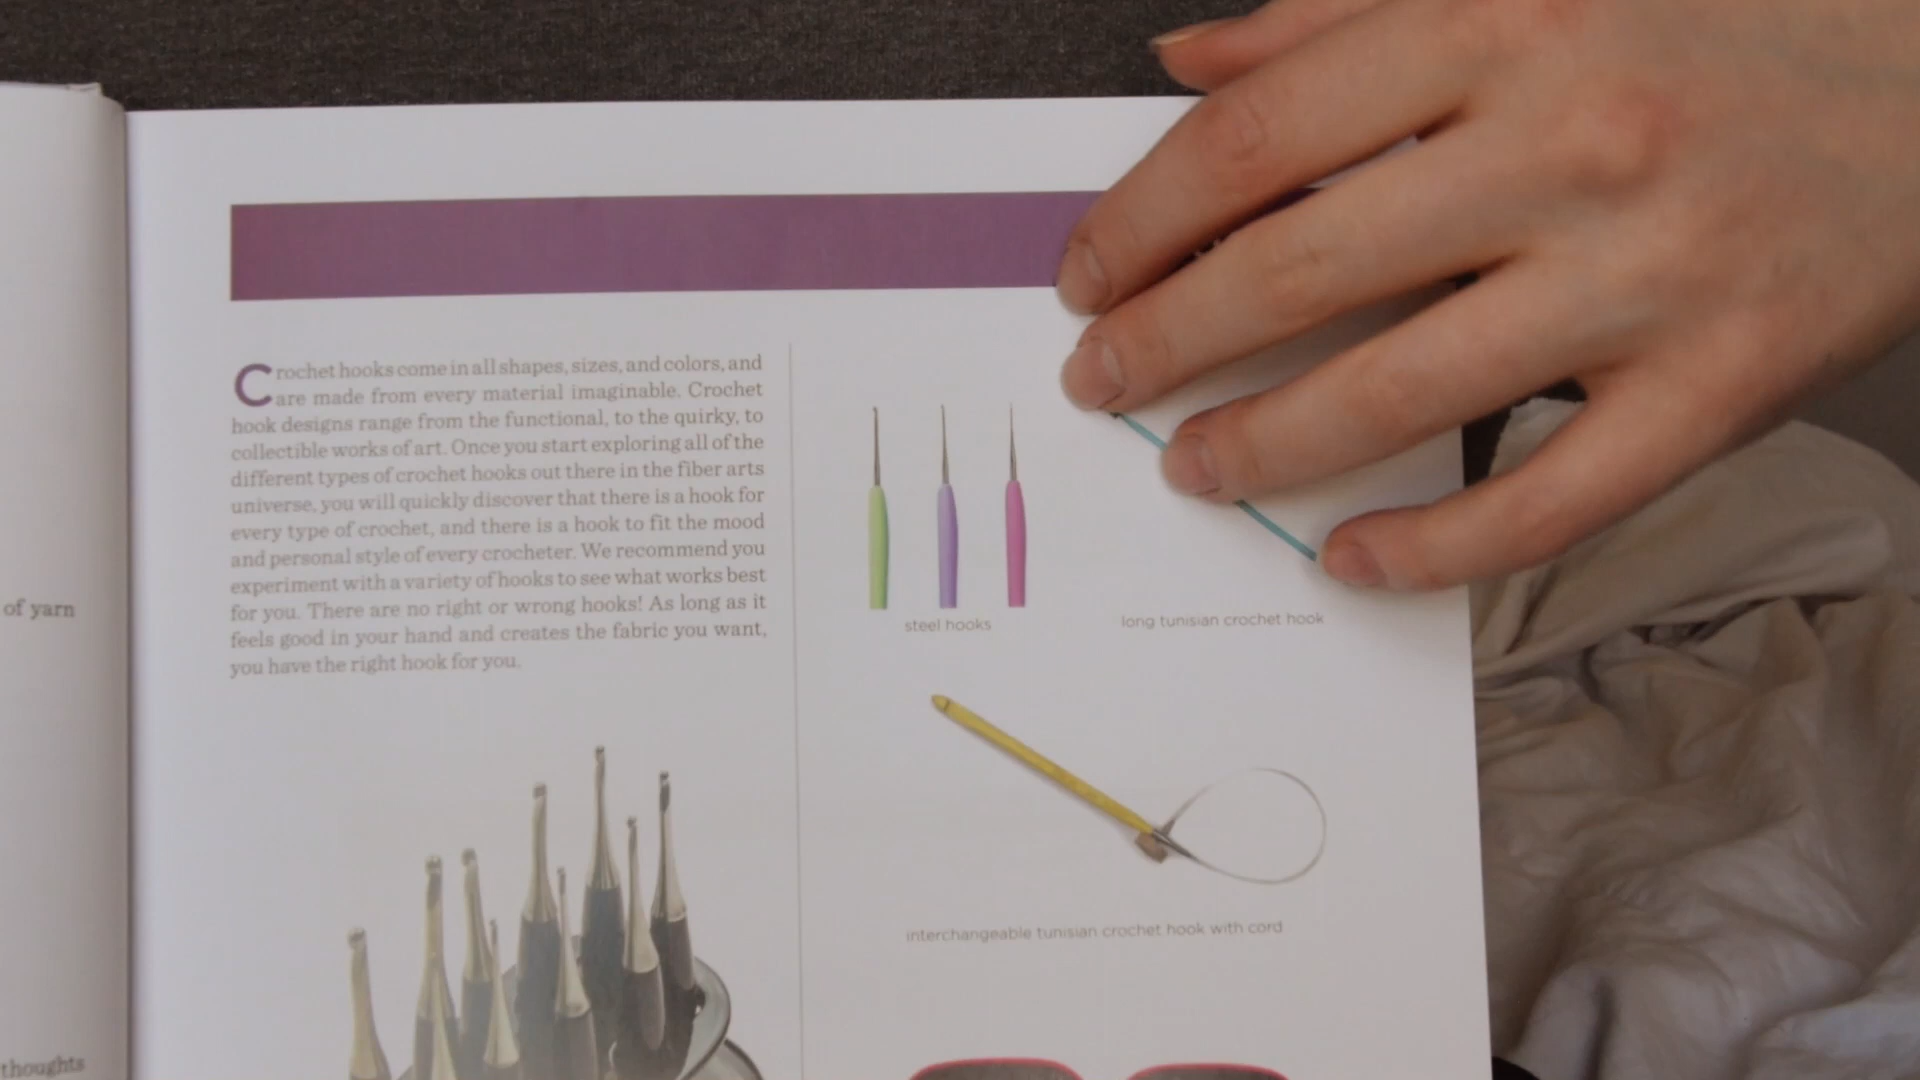 of yarn
thoughts
Crochet hooks come in all shapes, sizes, and colors, and
are made from every material imaginable. Crochet
hook designs range from the functional, to the quirky, to
collectible works of art. Once you start exploring all of the
different types of crochet hooks out there in the fiber arts
universe, you will quickly discover that there is a hook for
every type of crochet, and there is a hook to fit the mood
and personal style of every crocheter. We recommend you
experiment with a variety of hooks to see what works best
for you. There are no right or wrong hooks! As long as it
feels good in your hand and creates the fabric you want,
you have the right hook for you.
steel hooks
long tunisian crochet hook
interchangeable tunisian crochet hook with cord